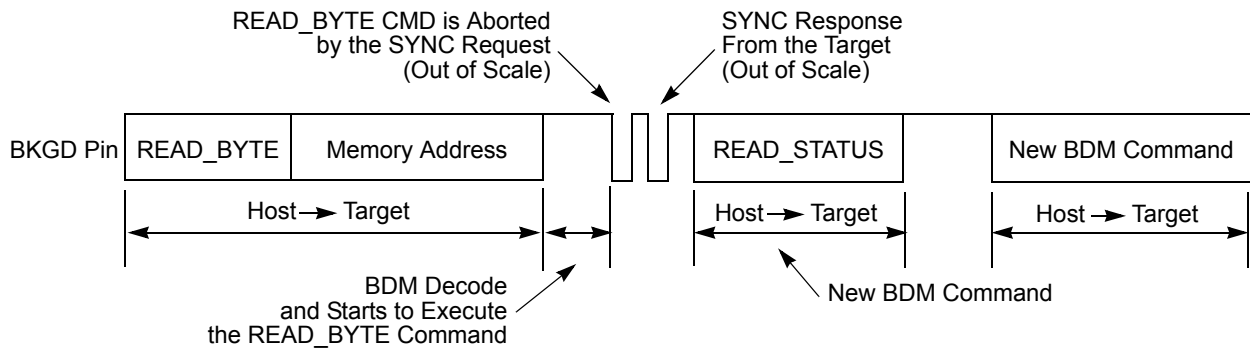 READ_BYTE CMD is Aborted
by the SYNC Request
(Out of Scale)
SYNC Response
From the Target
(Out of Scale)
BKGD Pin
READ_BYTE
Memory Address
READ_STATUS
New BDM Command
Host Target
Host Target
Host Target
BDM Decode
and Starts to Execute
the READ_BYTE Command
New BDM Command